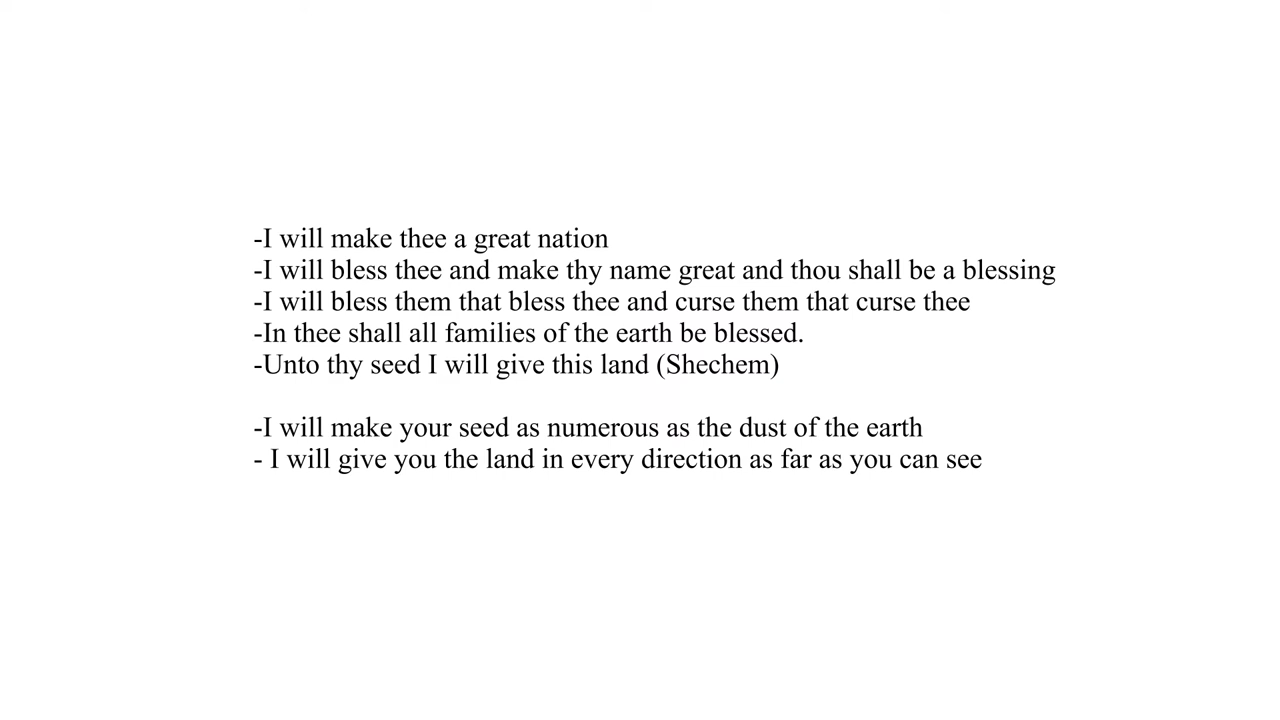 -I will make thee a great nation
-I will bless thee and make thy name great and thou shall be a blessing
-I will bless them that bless thee and curse them that curse thee
-In thee shall all families of the earth be blessed.
-Unto thy seed I will give this land (Shechem)
-I will make your seed as numerous as the dust of the earth
- I will give you the land in every direction as far as you can see